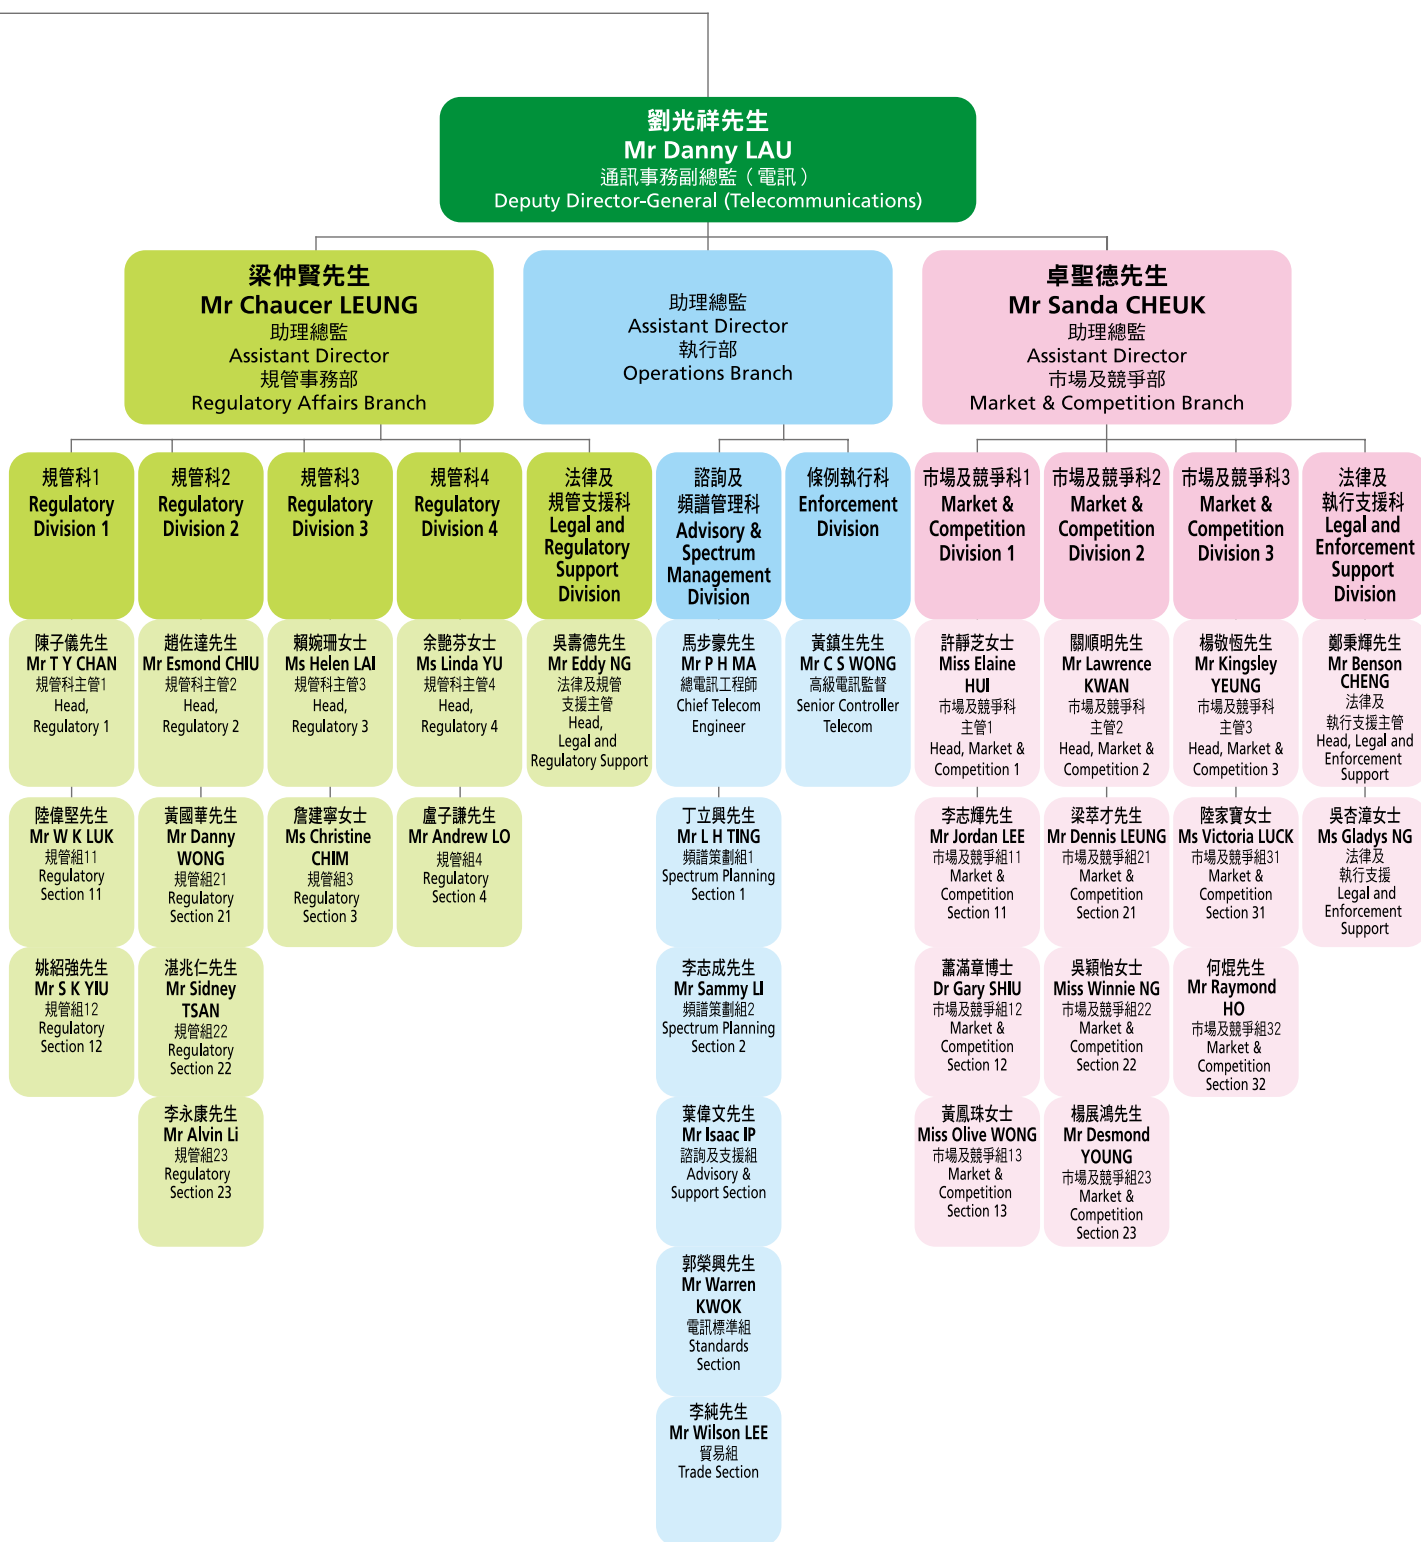 劉光祥先生
Mr Danny LAU
通訊事務副總監（電訊）
Deputy Director-General (Telecommunications)
梁仲賢先生
Mr Chaucer LEUNG
助理總監
Assistant Director
規管事務部
Regulatory Affairs Branch
助理總監
Assistant Director
執行部
Operations Branch
卓聖德先生
Mr Sanda CHEUK
助理總監
Assistant Director
市場及競爭部
Market & Competition Branch
規管科1
Regulatory
Division 1
規管科2
Regulatory
Division 2
規管科3
Regulatory
Division 3
規管科4
Regulatory
Division 4
法律及
規管支援科
Legal and
Regulatory
Support
Division
諮詢及
頻譜管理科
Advisory &
Spectrum
Management
Division
條例執行科
Enforcement
Division
市場及競爭科1
Market &
Competition
Division 1
市場及競爭科2
Market &
Competition
Division 2
市場及競爭科3
Market &
Competition
Division 3
法律及
執行支援科
Legal and
Enforcement
Support
Division
陳子儀先生
Mr T Y CHAN
規管科主管1
Head,
Regulatory 1
趙佐達先生
Mr Esmond CHIU
規管科主管2
Head,
Regulatory 2
賴婉珊女士
Ms Helen LAI
規管科主管3
Head,
Regulatory 3
余艷芬女士
Ms Linda YU
規管科主管4
Head,
Regulatory 4
吳壽德先生
Mr Eddy NG
法律及規管
支援主管
Head,
Legal and
Regulatory Support
馬步豪先生
Mr P H MA
總電訊工程師
Chief Telecom
Engineer
黃鎮生先生
Mr C S WONG
高級電訊監督
Senior Controller
Telecom
許靜芝女士
Miss Elaine
HUI
市場及競爭科
主管1
Head, Market &
Competition 1
關順明先生
Mr Lawrence
KWAN
市場及競爭科
主管2
Head, Market &
Competition 2
楊敬恆先生
Mr Kingsley
YEUNG
市場及競爭科
主管3
Head, Market &
Competition 3
鄭秉輝先生
Mr Benson
CHENG
法律及
執行支援主管
Head, Legal and
Enforcement
Support
陸偉堅先生
Mr W K LUK
規管組11
Regulatory
Section 11
黃國華先生
Mr Danny
WONG
規管組21
Regulatory
Section 21
詹建寧女士
Ms Christine
CHIM
規管組3
Regulatory
Section 3
盧子謙先生
Mr Andrew LO
規管組4
Regulatory
Section 4
丁立興先生
Mr L H TING
頻譜策劃組1
Spectrum Planning
Section 1
李志輝先生
Mr Jordan LEE
市場及競爭組11
Market &
Competition
Section 11
梁萃才先生
Mr Dennis LEUNG
市場及競爭組21
Market &
Competition
Section 21
陸家寶女士
Ms Victoria LUCK
市場及競爭組31
Market &
Competition
Section 31
吳杏漳女士
Ms Gladys NG
法律及
執行支援
Legal and
Enforcement
Support
姚紹強先生
Mr S K YIU
規管組12
Regulatory
Section 12
湛兆仁先生
Mr Sidney
TSAN
規管組22
Regulatory
Section 22
李志成先生
Mr Sammy LI
頻譜策劃組2
Spectrum Planning
Section 2
蕭滿章博士
Dr Gary SHIU
市場及競爭組12
Market &
Competition
Section 12
吳穎怡女士
Miss Winnie NG
市場及競爭組22
Market &
Competition
Section 22
何焜先生
Mr Raymond
HO
市場及競爭組32
Market &
Competition
Section 32
李永康先生
Mr Alvin Li
規管組23
Regulatory
Section 23
葉偉文先生
Mr Isaac IP
諮詢及支援組
Advisory &
Support Section
黃鳳珠女士
Miss Olive WONG
市場及競爭組13
Market &
Competition
Section 13
楊展鴻先生
Mr Desmond
YOUNG
市場及競爭組23
Market &
Competition
Section 23
郭榮興先生
Mr Warren
KWOK
電訊標準組
Standards
Section
李純先生
Mr Wilson LEE
貿易組
Trade Section